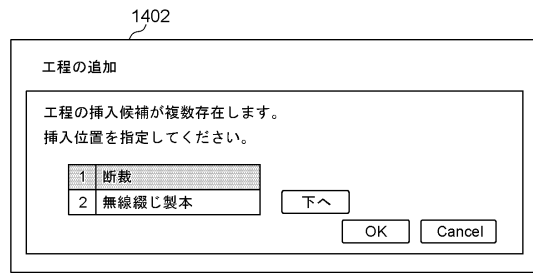 1402
工程の追加
工程の挿入候補が複数存在します。
挿入位置を指定してください。
1 断裁
2 無線綴じ製本
下へ
OK Cancel